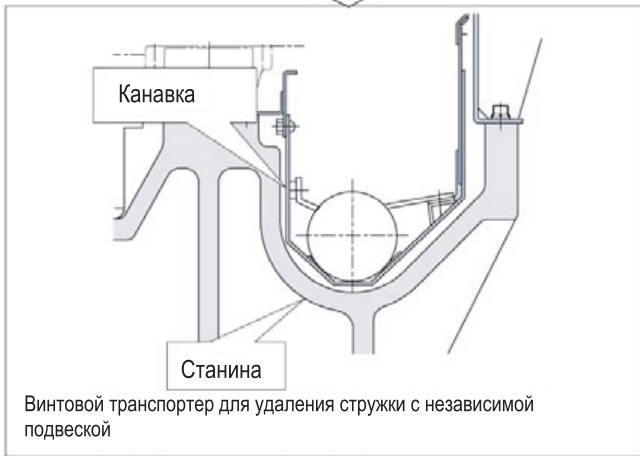 Канавка
Станина
Винтовой транспортер для удаления стружки с независимой
подвеской